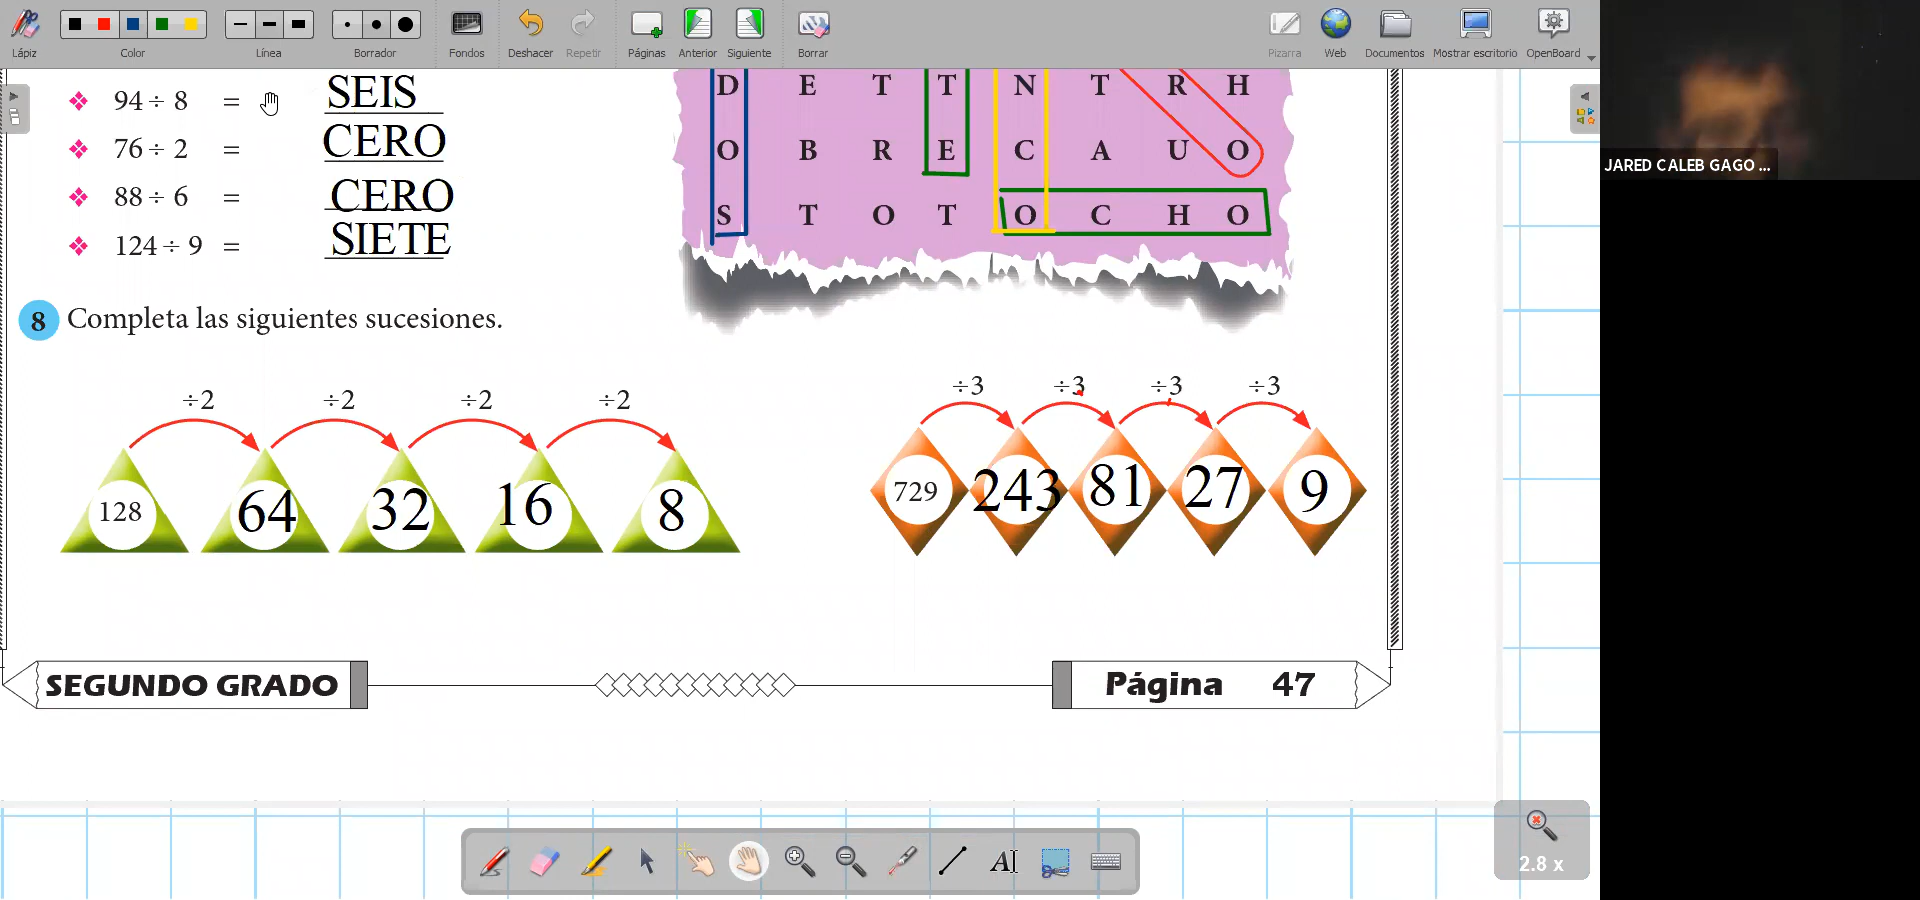 Lápiz Color Línea Borrador Fondos Deshacer Repetir Páginas Anterior Siguiente Borrar Pizarra Web Documentos Mostrar escritorio OpenBoard
94 ÷ 8 = SEIS
76 ÷ 2 = CERO
88 ÷ 6 = CERO
124 ÷ 9 = SIETE
D E T T N T R H
O B R E C A U O
S T O T O C H O
8 Completa las siguientes sucesiones.
÷2 ÷2 ÷2 ÷2
128 64 32 16 8
÷3 ÷3 ÷3 ÷3
729 243 81 27 9
SEGUNDO GRADO
Página 47
2.8 x
JARED CALEB GAGO ...